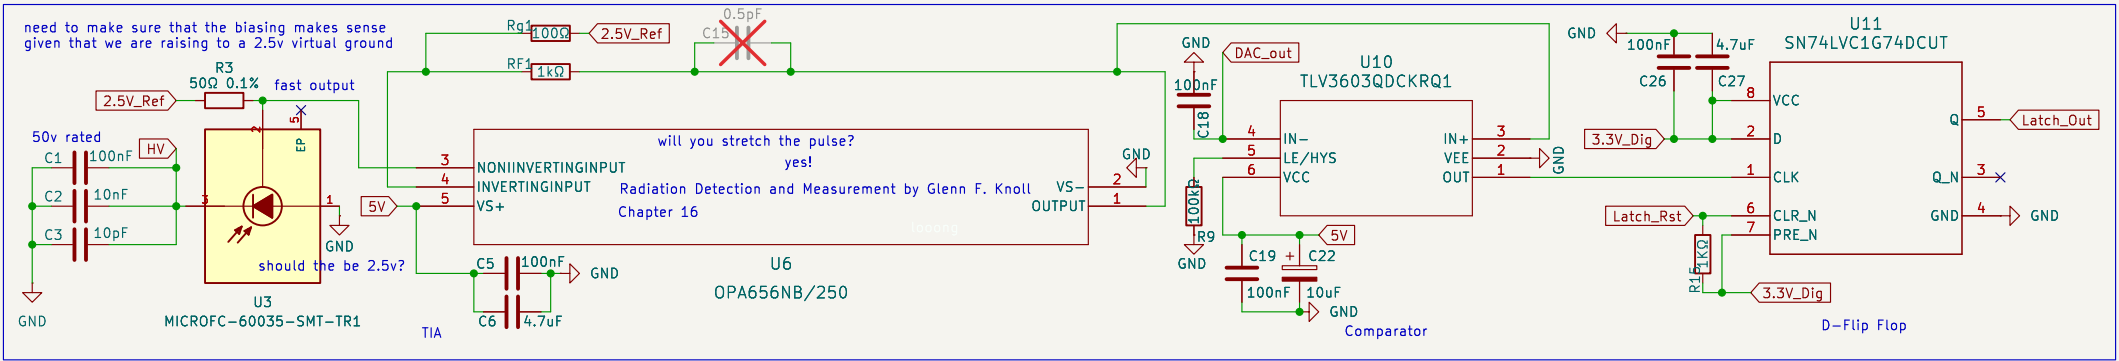 need to make sure that the biasing makes sense
given that we are raising to a 2.5v virtual ground
R3
50Ω 0.1%
fast output
2.5V_Ref
50v rated
HV
C1
100nF
C2
10nF
C3
10pF
GND
2
5
EP
3
1
GND
should the be 2.5v?
U3
MICROFC-60035-SMT-TR1
Rg1
100Ω
2.5V_Ref
RF1
1kΩ
0.5pF
C15
will you stretch the pulse?
yes!
Radiation Detection and Measurement by Glenn F. Knoll
Chapter 16
looong
3
NONIINVERTINGINPUT
4
INVERTINGINPUT
5
VS+
5V
GND
VS-
2
OUTPUT
1
C5
100nF
GND
C6
4.7uF
TIA
U6
OPA656NB/250
GND
100nF
C18
DAC_out
U10
TLV3603QDCKRQ1
4
IN-
5
LE/HYS
6
VCC
IN+
3
VEE
2
OUT
1
GND
100kΩ
R9
GND
5V
C19
100nF
+
C22
10uF
GND
Comparator
GND
100nF
C26
4.7uF
C27
3.3V_Dig
U11
SN74LVC1G74DCUT
8
VCC
2
D
1
CLK
6
CLR_N
7
PRE_N
Q
5
Latch_Out
Q_N
3
GND
4
GND
Latch_Rst
1KΩ
R15
3.3V_Dig
D-Flip Flop